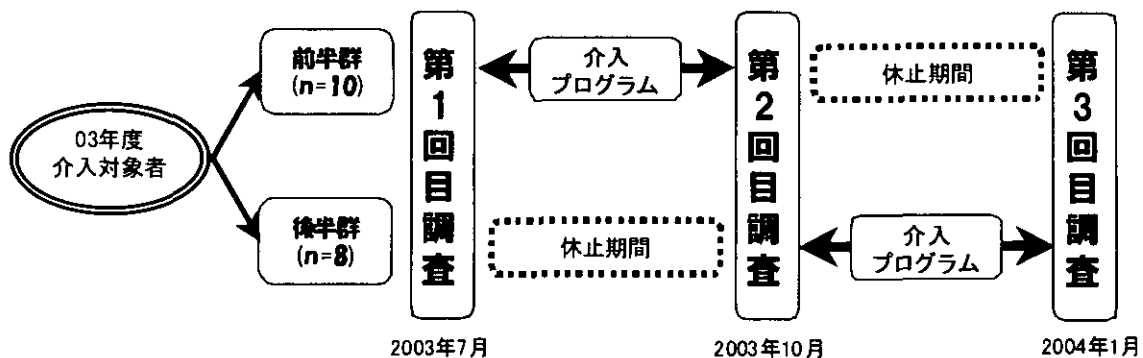 03年度
介入対象者
前半群
(n=10)
後半群
(n=8)
第1回目調査
介入
プログラム
休止期間
第2回目調査
休止期間
介入
プログラム
第3回目調査
2003年7月
2003年10月
2004年1月